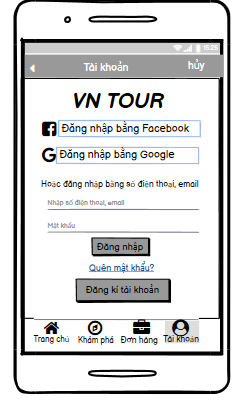 15:25
Tài khoản
hủy
VN TOUR
Đăng nhập bằng Facebook
Đăng nhập bằng Google
Hoặc đăng nhập bằng số điện thoại, email
Nhập số điện thoại, email
Mật khẩu
Đăng nhập
Quên mật khẩu?
Đăng kí tài khoản
Trang chủ Khám phá Đơn hàng Tài khoản